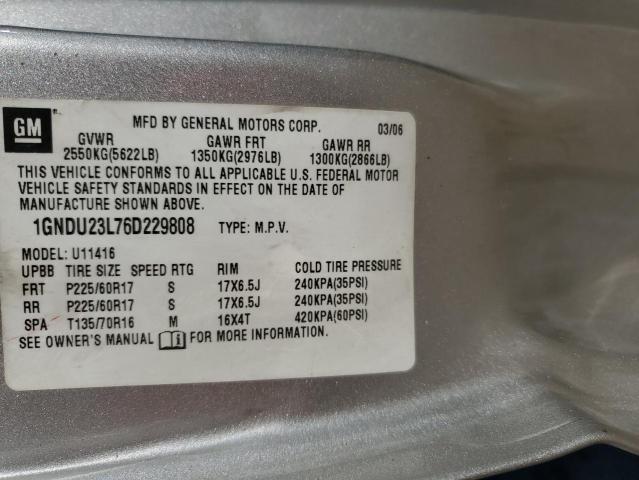 GM
MFD BY GENERAL MOTORS CORP. 03/06
GVWR GAWR FRT GAWR RR
2550KG(5622LB) 1350KG(2976LB) 1300KG(2866LB)
THIS VEHICLE CONFORMS TO ALL APPLICABLE U.S. FEDERAL MOTOR
VEHICLE SAFETY STANDARDS IN EFFECT ON THE DATE OF
MANUFACTURE SHOWN ABOVE.
1GNDU23L76D229808 TYPE: M.P.V.
MODEL: U11416
UPBB TIRE SIZE SPEED RTG RIM COLD TIRE PRESSURE
FRT P225/60R17 S 17X6.5J 240KPA(35PSI)
RR P225/60R17 S 17X6.5J 240KPA(35PSI)
SPA T135/70R16 M 16X4T 420KPA(60PSI)
SEE OWNER'S MANUAL FOR MORE INFORMATION.